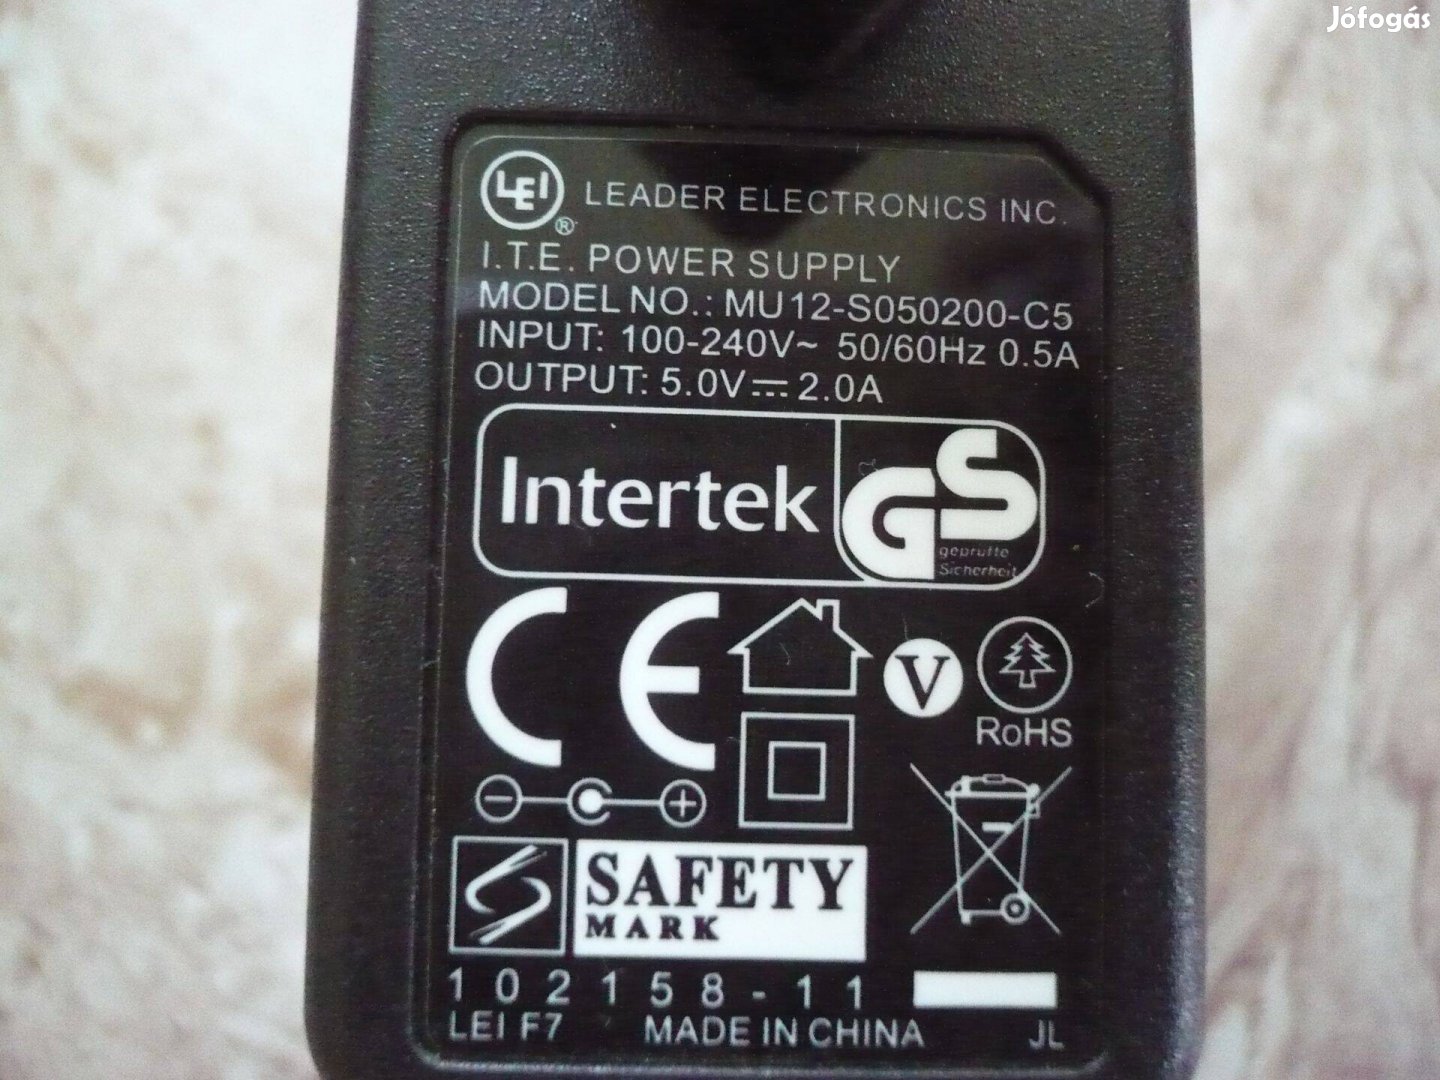 Jófogás
LEI ® LEADER ELECTRONICS INC.
I.T.E. POWER SUPPLY
MODEL NO.: MU12-S050200-C5
INPUT: 100-240V~ 50/60Hz 0.5A
OUTPUT: 5.0V⎓2.0A
Intertek GS
geprüfte
Sicherheit
CE V
RoHS
SAFETY
MARK
102158-11
LEI F7 MADE IN CHINA JL